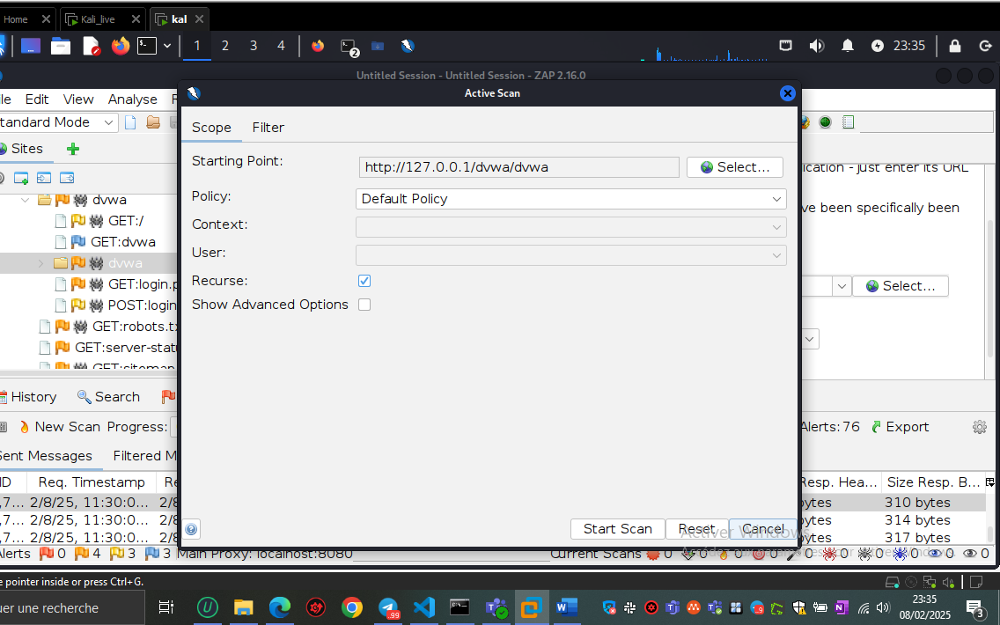 Home Kali_live kal
1 2 3 4 2 23:35
Untitled Session - Untitled Session - ZAP 2.16.0
Active Scan
le Edit View Analyse
tandard Mode
Scope Filter
Sites
Starting Point: http://127.0.0.1/dvwa/dvwa Select...
ication - just enter its URL
Policy: Default Policy
dvwa
ve been specifically been
GET:/
Context:
GET:dvwa
User:
dvwa
Recurse:
GET:login.p
Select...
Show Advanced Options
POST:login
GET:robots.tx
GET:server-statu
GET:sitemap
History Search
New Scan Progress: Alerts: 76 Export
Sent Messages Filtered M
ID Req. Timestamp Re Resp. Hea... Size Resp. B...
,7... 2/8/25, 11:30:0... 2/8 bytes 310 bytes
,7... 2/8/25, 11:30:0... 2/8 bytes 314 bytes
,7... 2/8/25, 11:30:0... 2/8 bytes 317 bytes
Start Scan Reset Cancel
Activer Windows
Alerts 0 4 3 3 Main Proxy: localhost:8080 Current Scans 0 0 0 0 0 0 0 0 0 0
e pointer inside or press Ctrl+G.
uer une recherche
99
23:35
08/02/2025
3